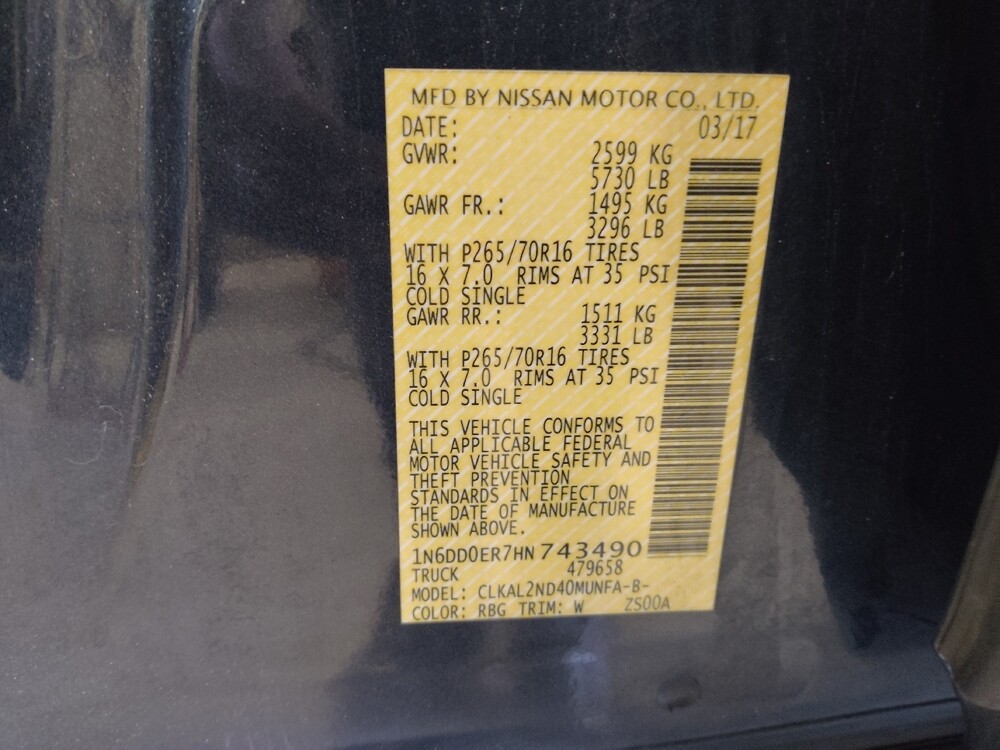 MFD BY NISSAN MOTOR CO., LTD.
DATE: 03/17
GVWR: 2599 KG
5730 LB
GAWR FR.: 1495 KG
3296 LB
WITH P265/70R16 TIRES
16 X 7.0 RIMS AT 35 PSI
COLD SINGLE
GAWR RR.: 1511 KG
3331 LB
WITH P265/70R16 TIRES
16 X 7.0 RIMS AT 35 PSI
COLD SINGLE
THIS VEHICLE CONFORMS TO
ALL APPLICABLE FEDERAL
MOTOR VEHICLE SAFETY AND
THEFT PREVENTION
STANDARDS IN EFFECT ON
THE DATE OF MANUFACTURE
SHOWN ABOVE.
1N6DD0ER7HN 743490
TRUCK 479658
MODEL: CLKAL2ND40MUNFA-B-
COLOR: RBG TRIM: W ZS00A